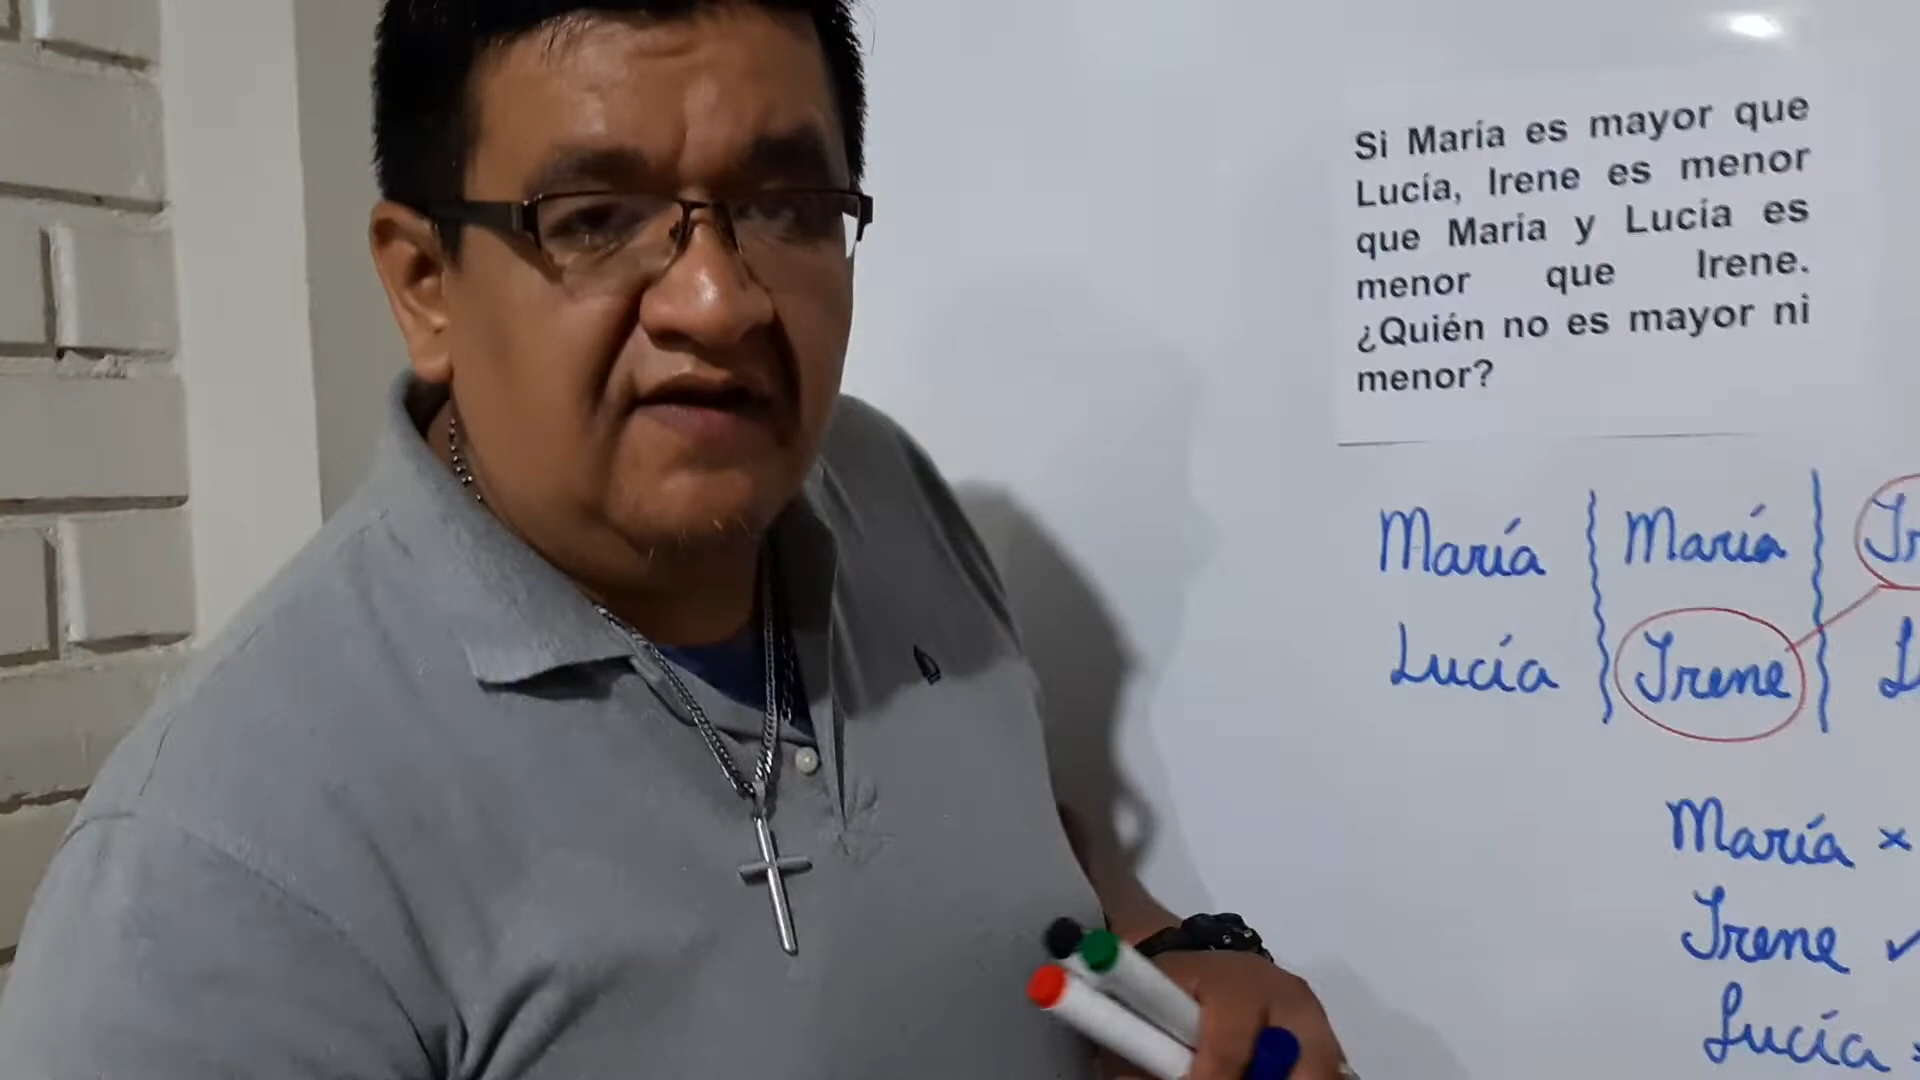 Si María es mayor que
Lucía, Irene es menor
que María y Lucía es
menor que Irene.
¿Quién no es mayor ni
menor?
María María
Lucía Irene
María ×
Irene ✓
Lucía